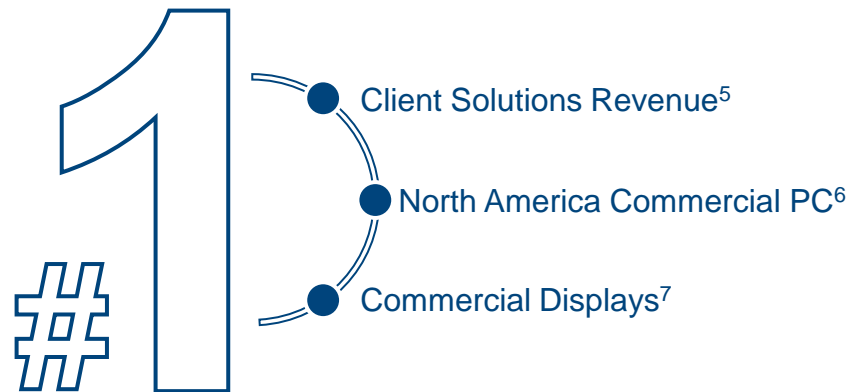 #1
Client Solutions Revenue⁵
North America Commercial PC⁶
Commercial Displays⁷